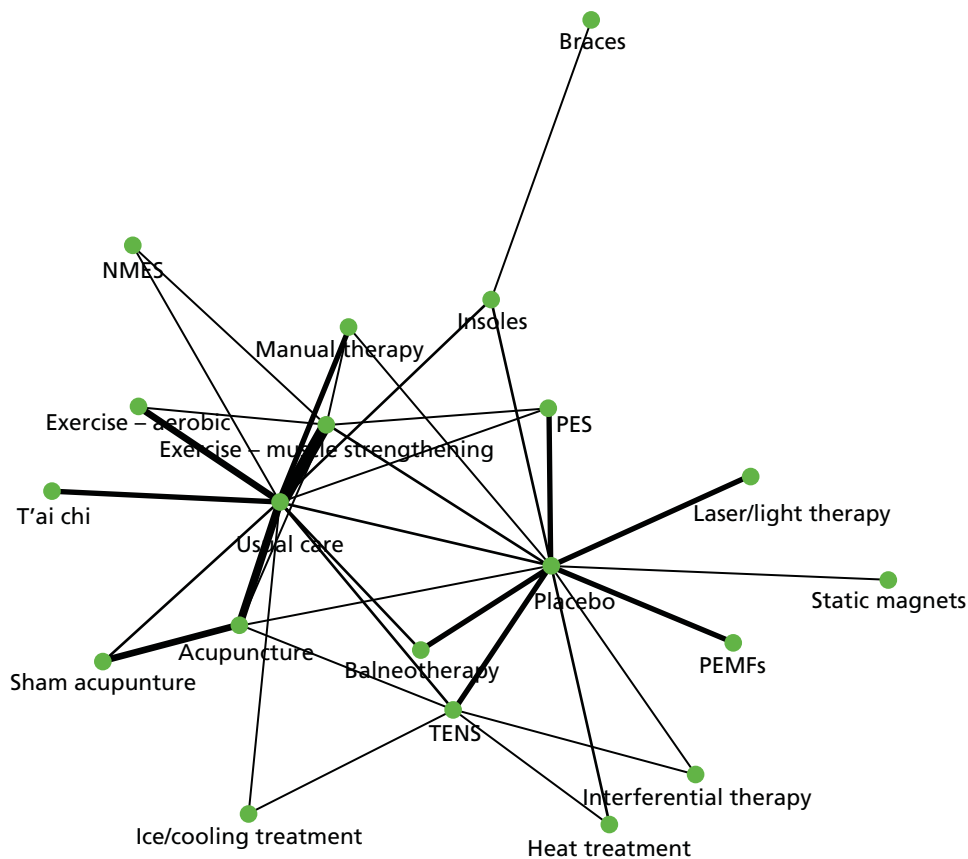 Braces
NMES
Insoles
Manual therapy
Exercise – aerobic
PES
Exercise – muscle strengthening
T'ai chi
Laser/light therapy
Usual care
Placebo
Static magnets
Acupuncture
Balneotherapy
PEMFs
Sham acupunture
TENS
Interferential therapy
Ice/cooling treatment
Heat treatment